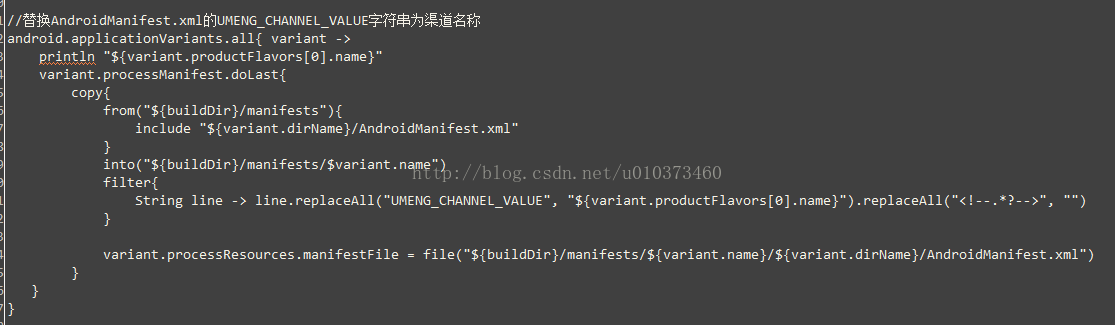 //替换AndroidManifest.xml的UMENG_CHANNEL_VALUE字符串为渠道名称
android.applicationVariants.all{ variant ->
    println "${variant.productFlavors[0].name}"
    variant.processManifest.doLast{
        copy{
            from("${buildDir}/manifests"){
                include "${variant.dirName}/AndroidManifest.xml"
            }
            into("${buildDir}/manifests/$variant.name")
http://blog.csdn.net/u010373460
            filter{
                String line -> line.replaceAll("UMENG_CHANNEL_VALUE", "${variant.productFlavors[0].name}").replaceAll("<!--.*?-->", "")
            }
            variant.processResources.manifestFile = file("${buildDir}/manifests/${variant.name}/${variant.dirName}/AndroidManifest.xml")
        }
   }
}